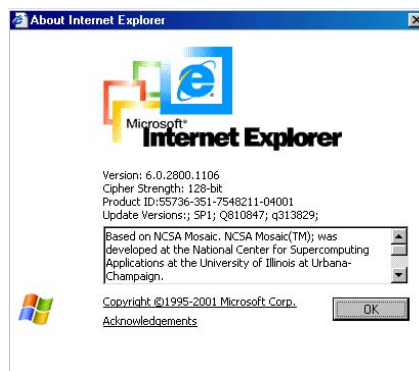 About Internet Explorer
Microsoft®
Internet Explorer
Version: 6.0.2800.1106
Cipher Strength: 128-bit
Product ID:55736-351-7548211-04001
Update Versions:; SP1; Q810847; q313829;
Based on NCSA Mosaic. NCSA Mosaic(TM); was
developed at the National Center for Supercomputing
Applications at the University of Illinois at Urbana-
Champaign.
Copyright ©1995-2001 Microsoft Corp.
OK
Acknowledgements